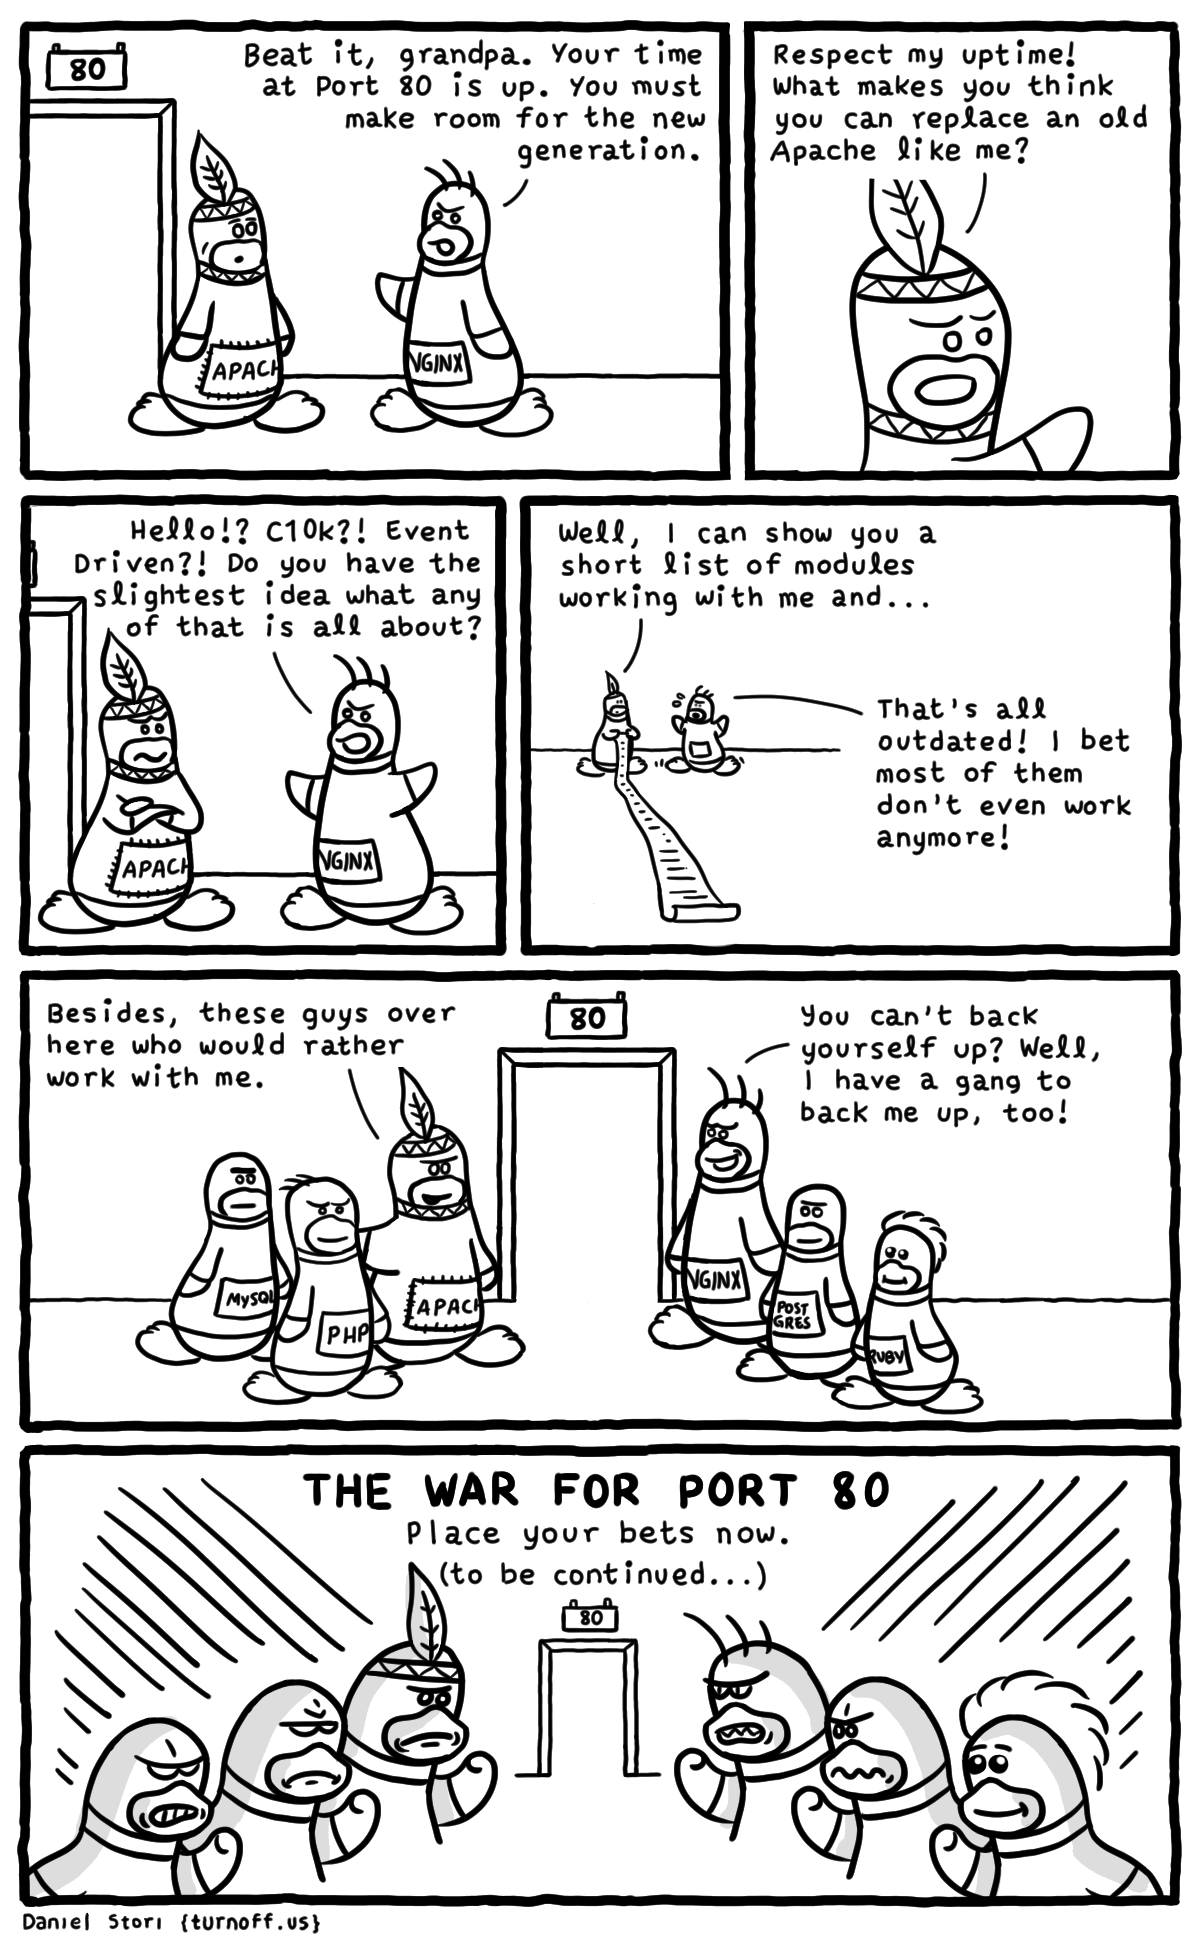 80
Beat it, grandpa. Your time
at Port 80 is up. You must
make room for the new
generation.
APACH
NGINX
Respect my uptime!
What makes you think
you can replace an old
Apache like me?
Hello!? C10k?! Event
Driven?! Do you have the
slightest idea what any
of that is all about?
APACH
NGINX
Well, I can show you a
short list of modules
working with me and...
That's all
outdated! I bet
most of them
don't even work
anymore!
Besides, these guys over
here who would rather
work with me.
80
You can't back
yourself up? Well,
I have a gang to
back me up, too!
MySQL
PHP
APACH
NGINX
POST
GRES
RUBY
THE WAR FOR PORT 80
Place your bets now.
(to be continued...)
80
Daniel Stori {turnoff.us}